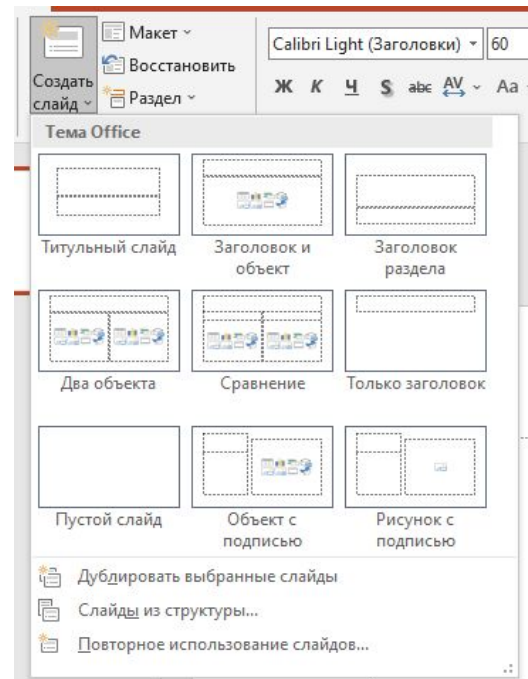 Макет
Восстановить
Создать
слайд
Раздел
Calibri Light (Заголовки) 60
Ж К Ч S abc AV Aa
Тема Office
Титульный слайд
Заголовок и
объект
Заголовок
раздела
Два объекта
Сравнение
Только заголовок
Пустой слайд
Объект с
подписью
Рисунок с
подписью
Дублировать выбранные слайды
Слайды из структуры...
Повторное использование слайдов...